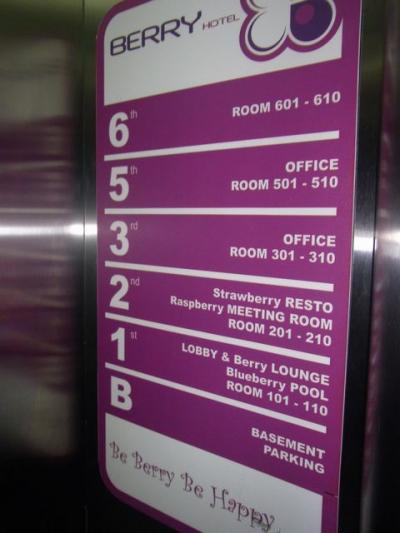 BERRY HOTEL
6th ROOM 601 - 610
5th OFFICE
ROOM 501 - 510
3rd OFFICE
ROOM 301 - 310
2nd Strawberry RESTO
Raspberry MEETING ROOM
ROOM 201 - 210
1st LOBBY & Berry LOUNGE
Blueberry POOL
ROOM 101 - 110
B BASEMENT
PARKING
Be Berry Be Happy